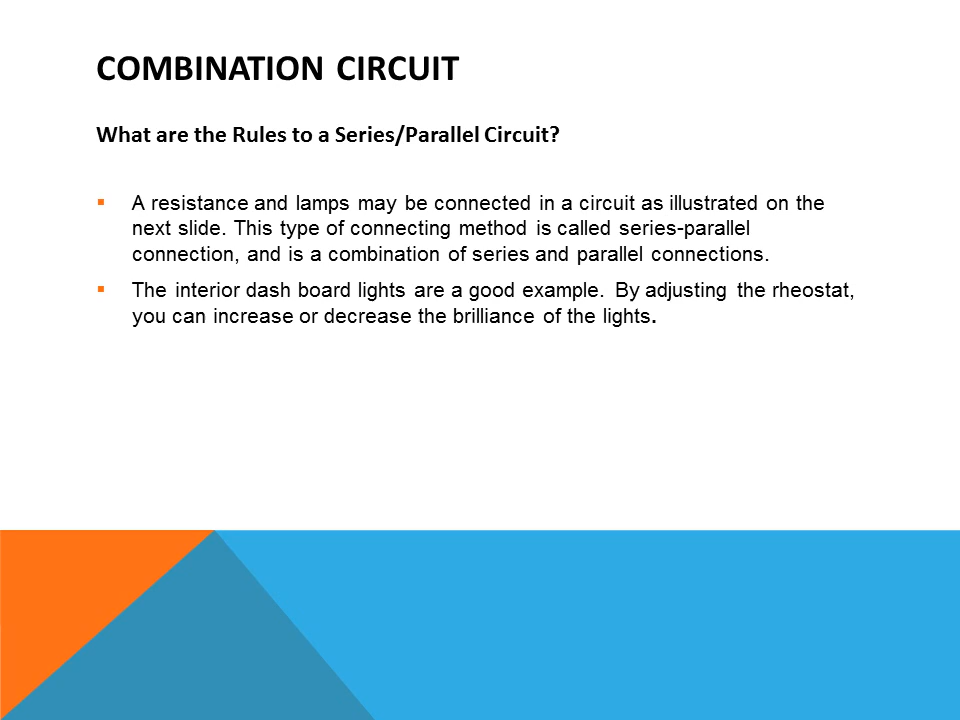 COMBINATION CIRCUIT
What are the Rules to a Series/Parallel Circuit?
▪ A resistance and lamps may be connected in a circuit as illustrated on the
next slide. This type of connecting method is called series-parallel
connection, and is a combination of series and parallel connections.
▪ The interior dash board lights are a good example. By adjusting the rheostat,
you can increase or decrease the brilliance of the lights.